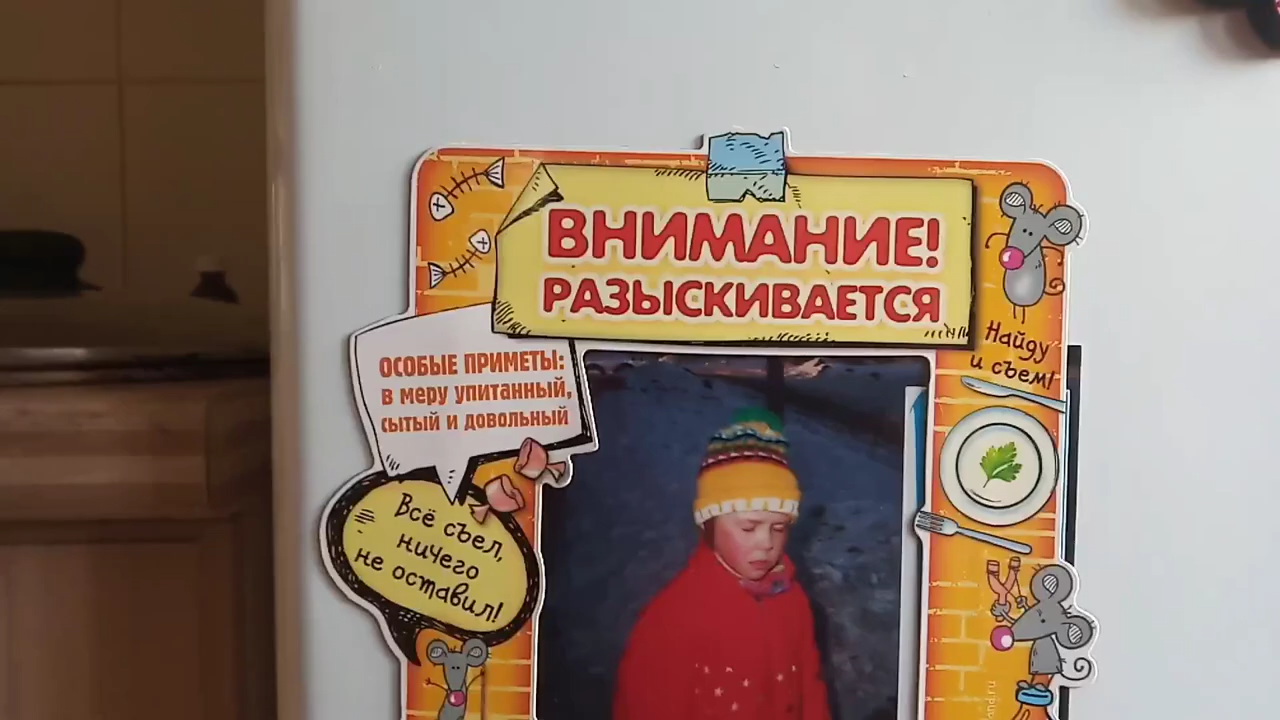 ВНИМАНИЕ!
РАЗЫСКИВАЕТСЯ
ОСОБЫЕ ПРИМЕТЫ:
в меру упитанный,
сытый и довольный
Всё съел,
ничего
не оставил!
Найду
и съем!